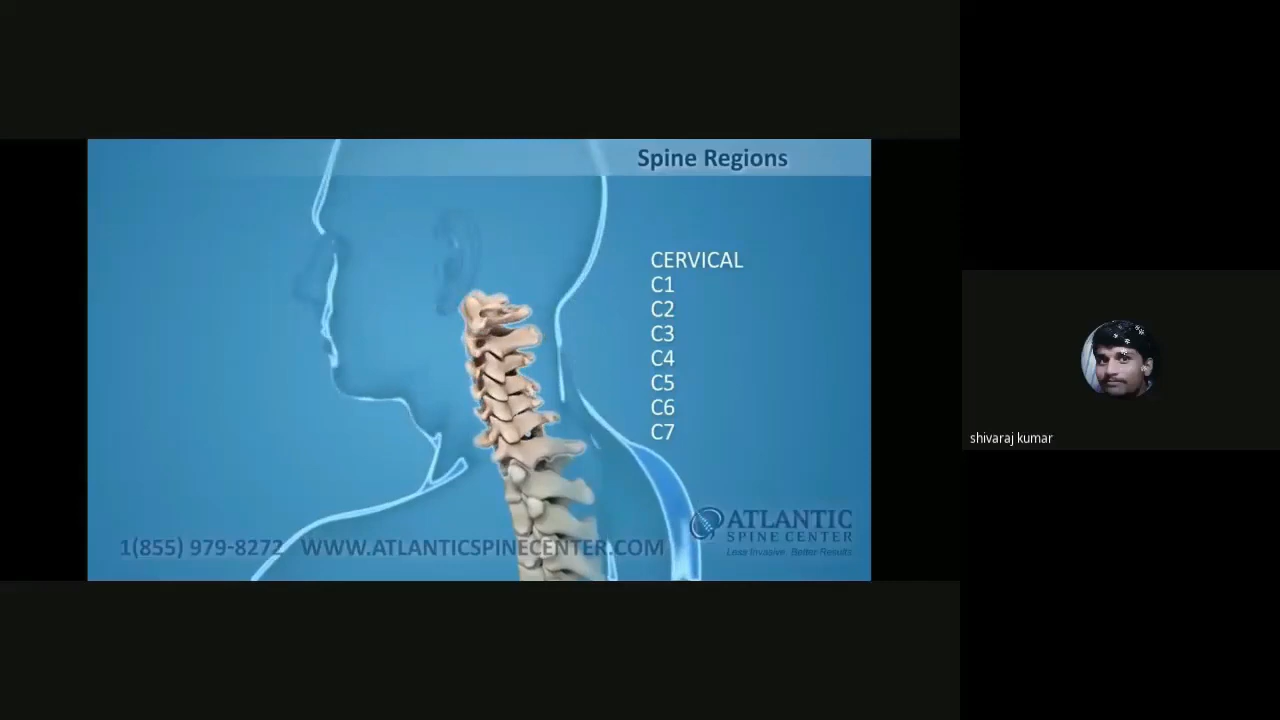 Spine Regions
CERVICAL
C1
C2
C3
C4
C5
C6
C7
ATLANTIC
SPINE CENTER
Less Invasive. Better Results
1(855) 979-8272 WWW.ATLANTICSPINECENTER.COM
shivaraj kumar